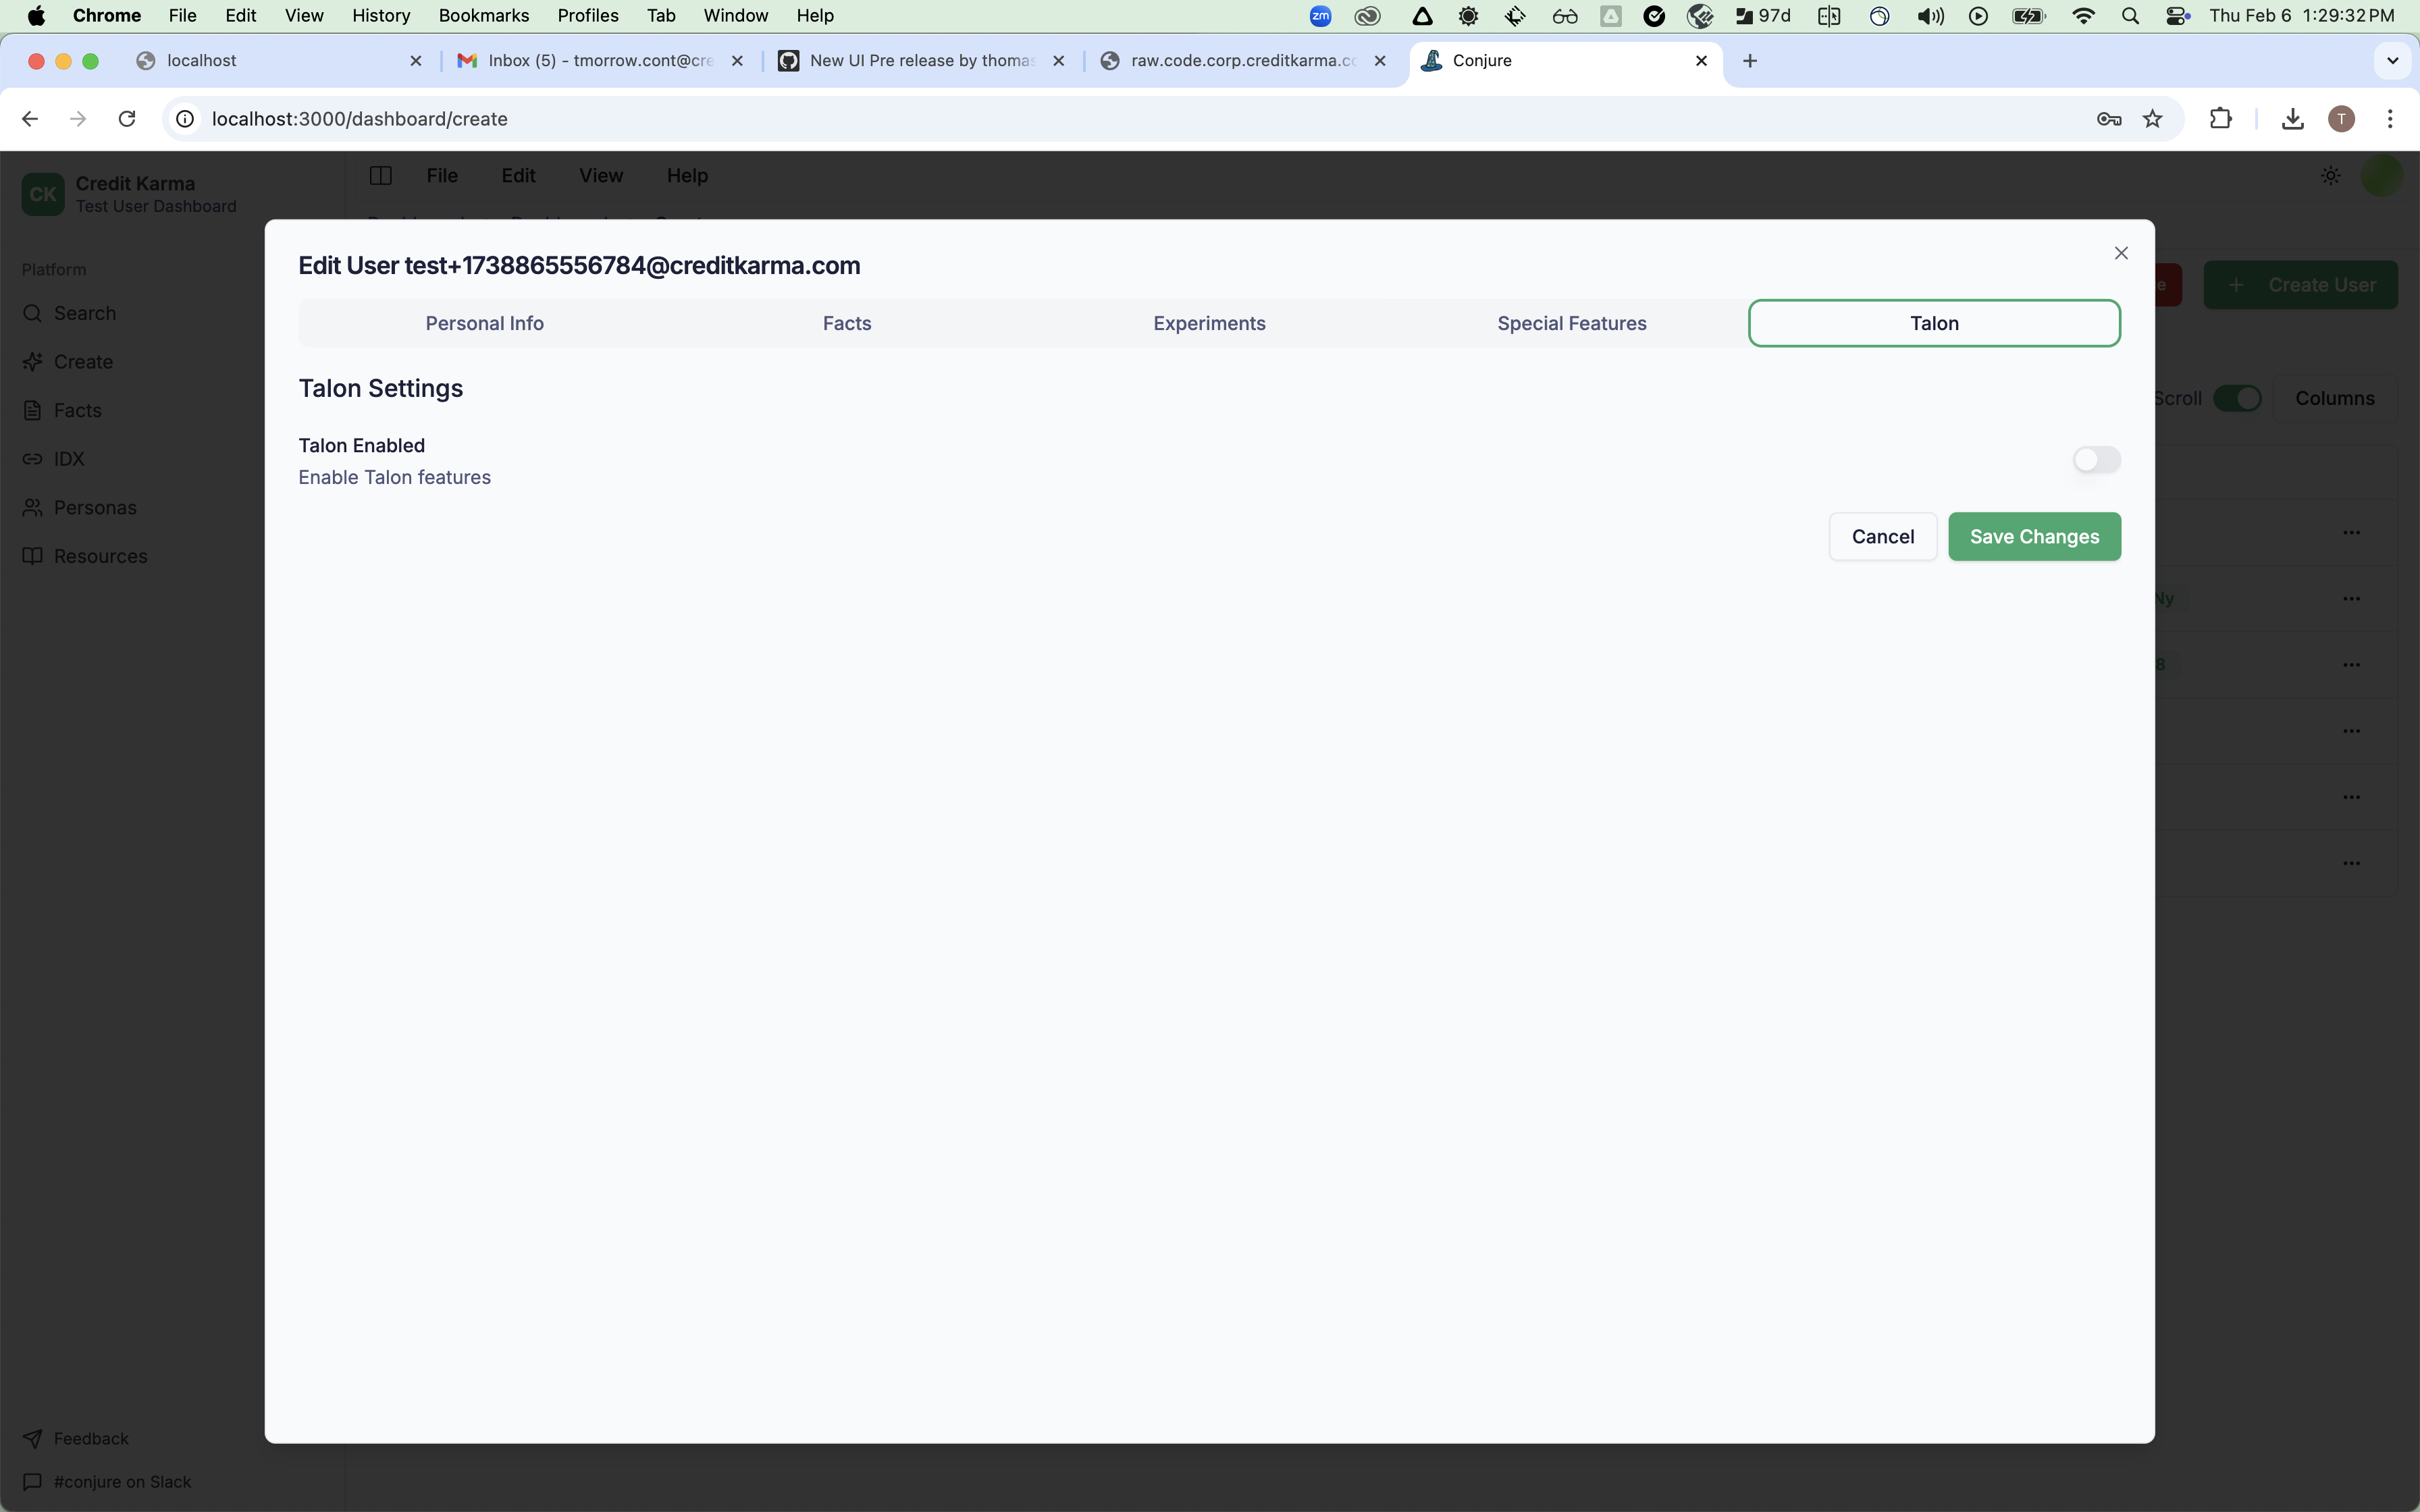 Chrome File Edit View History Bookmarks Profiles Tab Window Help zm 97d Thu Feb 6 1:29:32 PM
localhost Inbox (5) - tmorrow.cont@cre New UI Pre release by thomas raw.code.corp.creditkarma.co Conjure
localhost:3000/dashboard/create T
CK Credit Karma
Test User Dashboard
File Edit View Help
Platform
Search
Create
Facts
IDX
Personas
Resources
Feedback
#conjure on Slack
Create User
Scroll Columns
Ny
8
Edit User test+1738865556784@creditkarma.com
Personal Info Facts Experiments Special Features Talon
Talon Settings
Talon Enabled
Enable Talon features
Cancel Save Changes